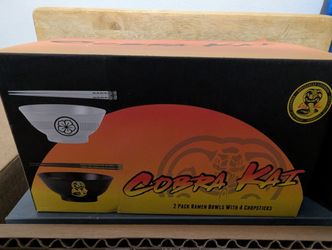 COBRA KAI
2 PACK RAMEN BOWLS WITH 4 CHOPSTICKS